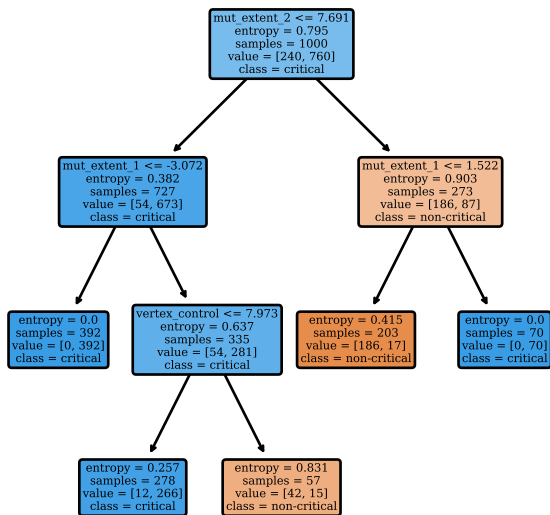 mut_extent_2 <= 7.691
entropy = 0.795
samples = 1000
value = [240, 760]
class = critical
mut_extent_1 <= -3.072
entropy = 0.382
samples = 727
value = [54, 673]
class = critical
mut_extent_1 <= 1.522
entropy = 0.903
samples = 273
value = [186, 87]
class = non-critical
entropy = 0.0
samples = 392
value = [0, 392]
class = critical
vertex_control <= 7.973
entropy = 0.637
samples = 335
value = [54, 281]
class = critical
entropy = 0.415
samples = 203
value = [186, 17]
class = non-critical
entropy = 0.0
samples = 70
value = [0, 70]
class = critical
entropy = 0.257
samples = 278
value = [12, 266]
class = critical
entropy = 0.831
samples = 57
value = [42, 15]
class = non-critical